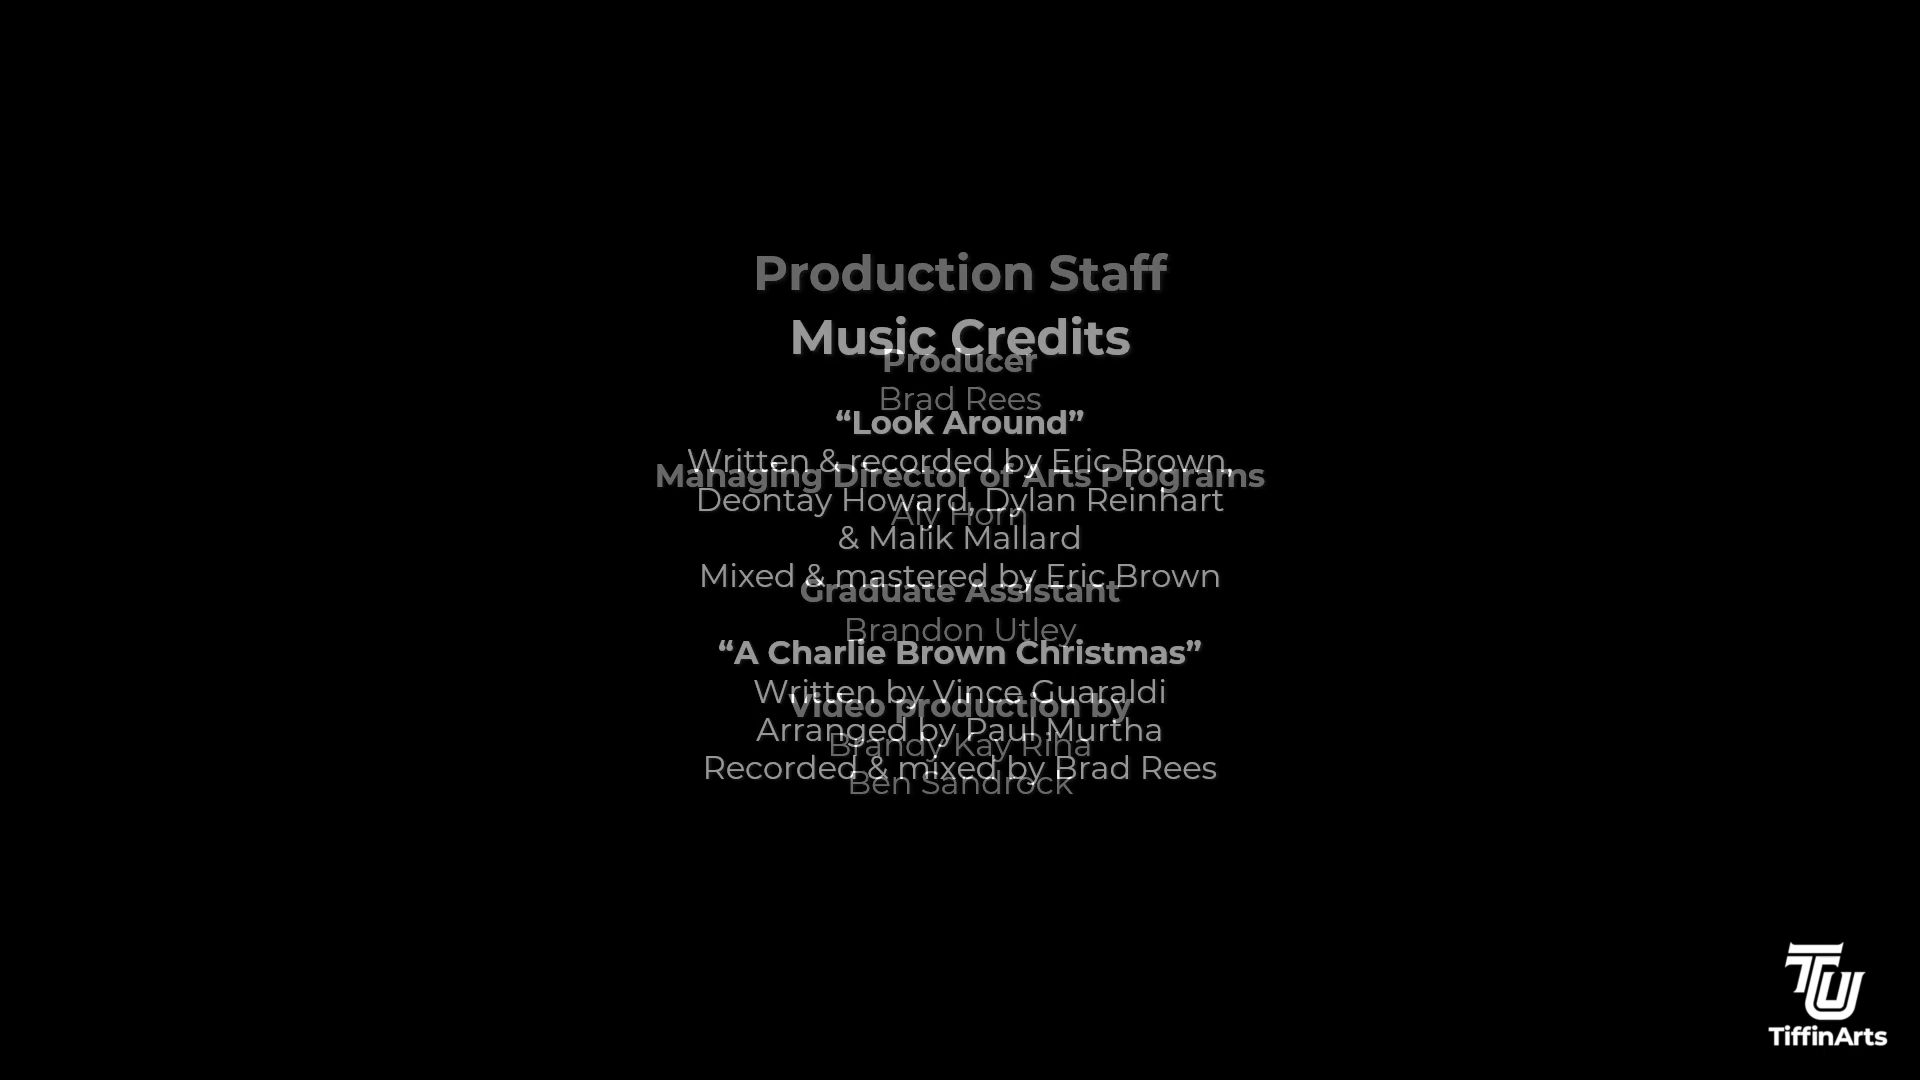 Production Staff
Music Credits
Producer
Brad Rees
“Look Around”
Written & recorded by Eric Brown,
Managing Director of Arts Programs
Deontay Howard, Dylan Reinhart
Aly Horn
& Malik Mallard
Mixed & mastered by Eric Brown
Graduate Assistant
Brandon Utley
“A Charlie Brown Christmas”
Written by Vince Guaraldi
Video production by
Arranged by Paul Murtha
Brandy Kay Riha
Recorded & mixed by Brad Rees
Ben Sandrock
TU
TiffinArts